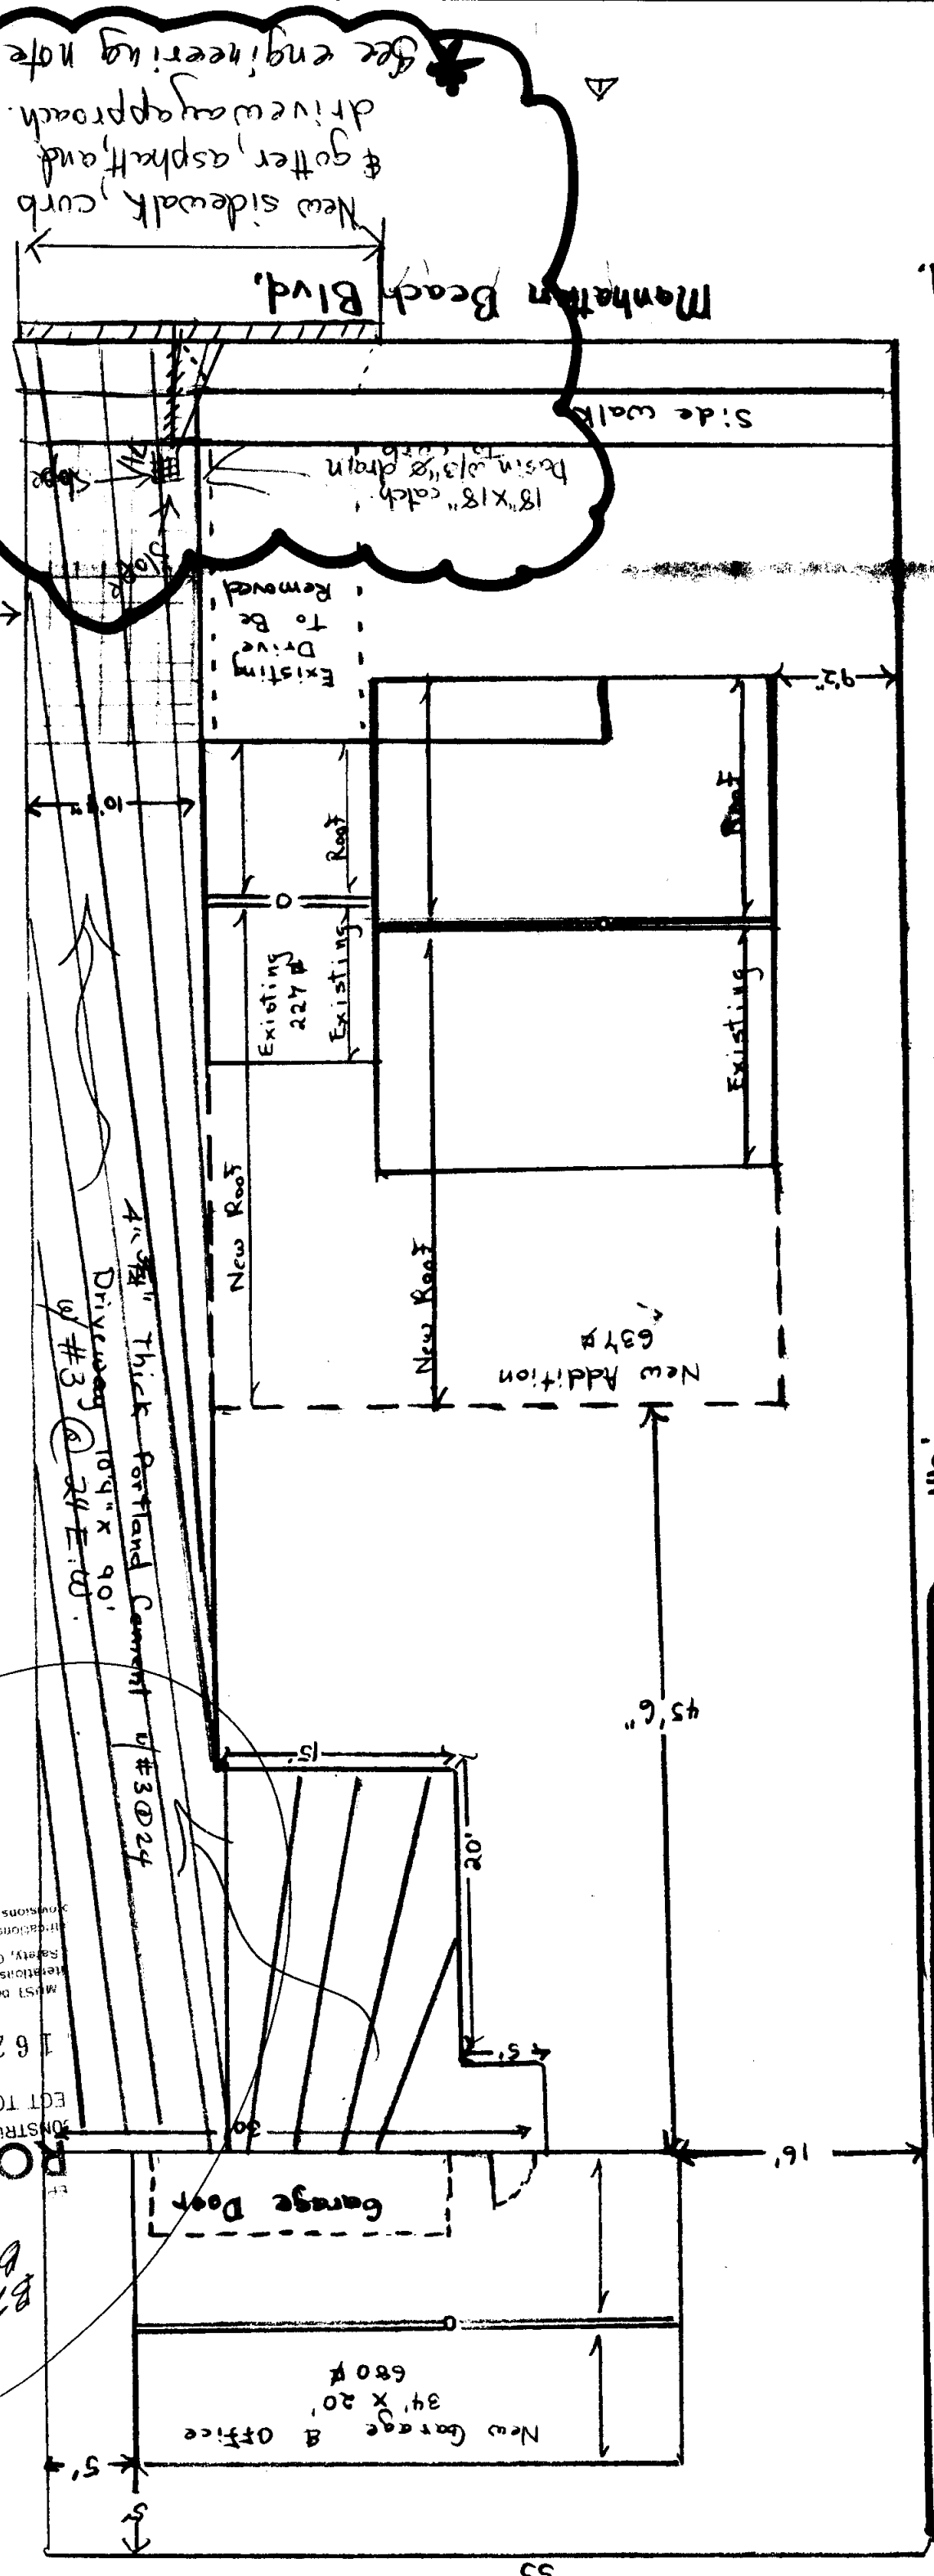 See engineering note
driveway approach.
& gutter, asphalt, and
New sidewalk, curb
Manhattan Beach Blvd.
Side walk
18"x18" catch
basin w/3"ø drain
to curb
Slope
Existing
Drive
To Be
Removed
9'2"
10'4"
Roof
Existing
Existing
227
Roof
Existing
New Roof
New Roof
New Addition
637
4" Thick Portland Cement w/#3@24
Driveway 10'4" x 90'
w/ #3 @ 24 E.W.
45'6"
15'
20'
5'
30
16'
Garage Door
New Garage & Office
34' x 20'
680
5'
5'
55